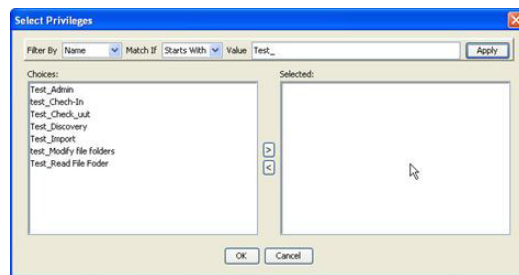 Select Privileges
Filter By Name Match If Starts With Value Test_ Apply
Choices: Selected:
Test_Admin
test_Chech-In
Test_Check_uut
Test_Discovery
Test_Import
test_Modify file folders
Test_Read File Foder
>
<
OK Cancel